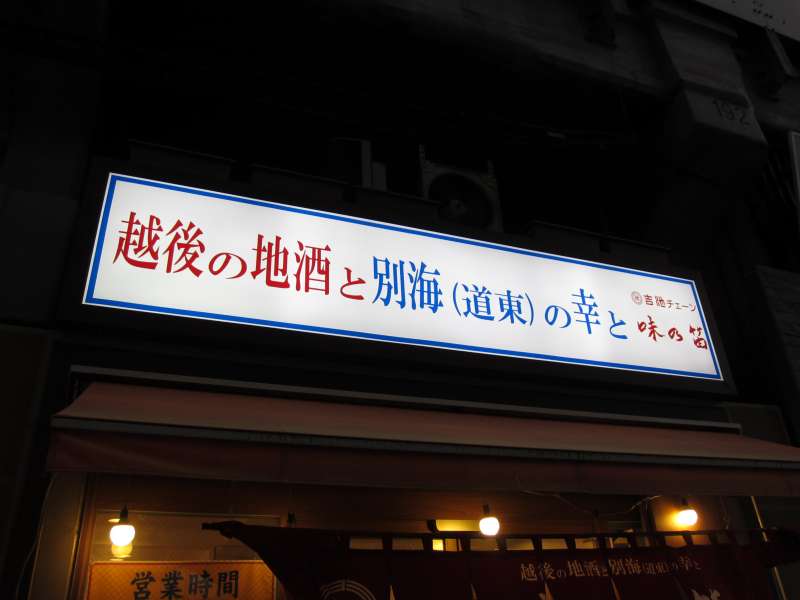 192
越後の地酒と別海(道東)の幸と
吉池チェーン
味の笛
営業時間
越後の地酒と別海(道東)の幸と